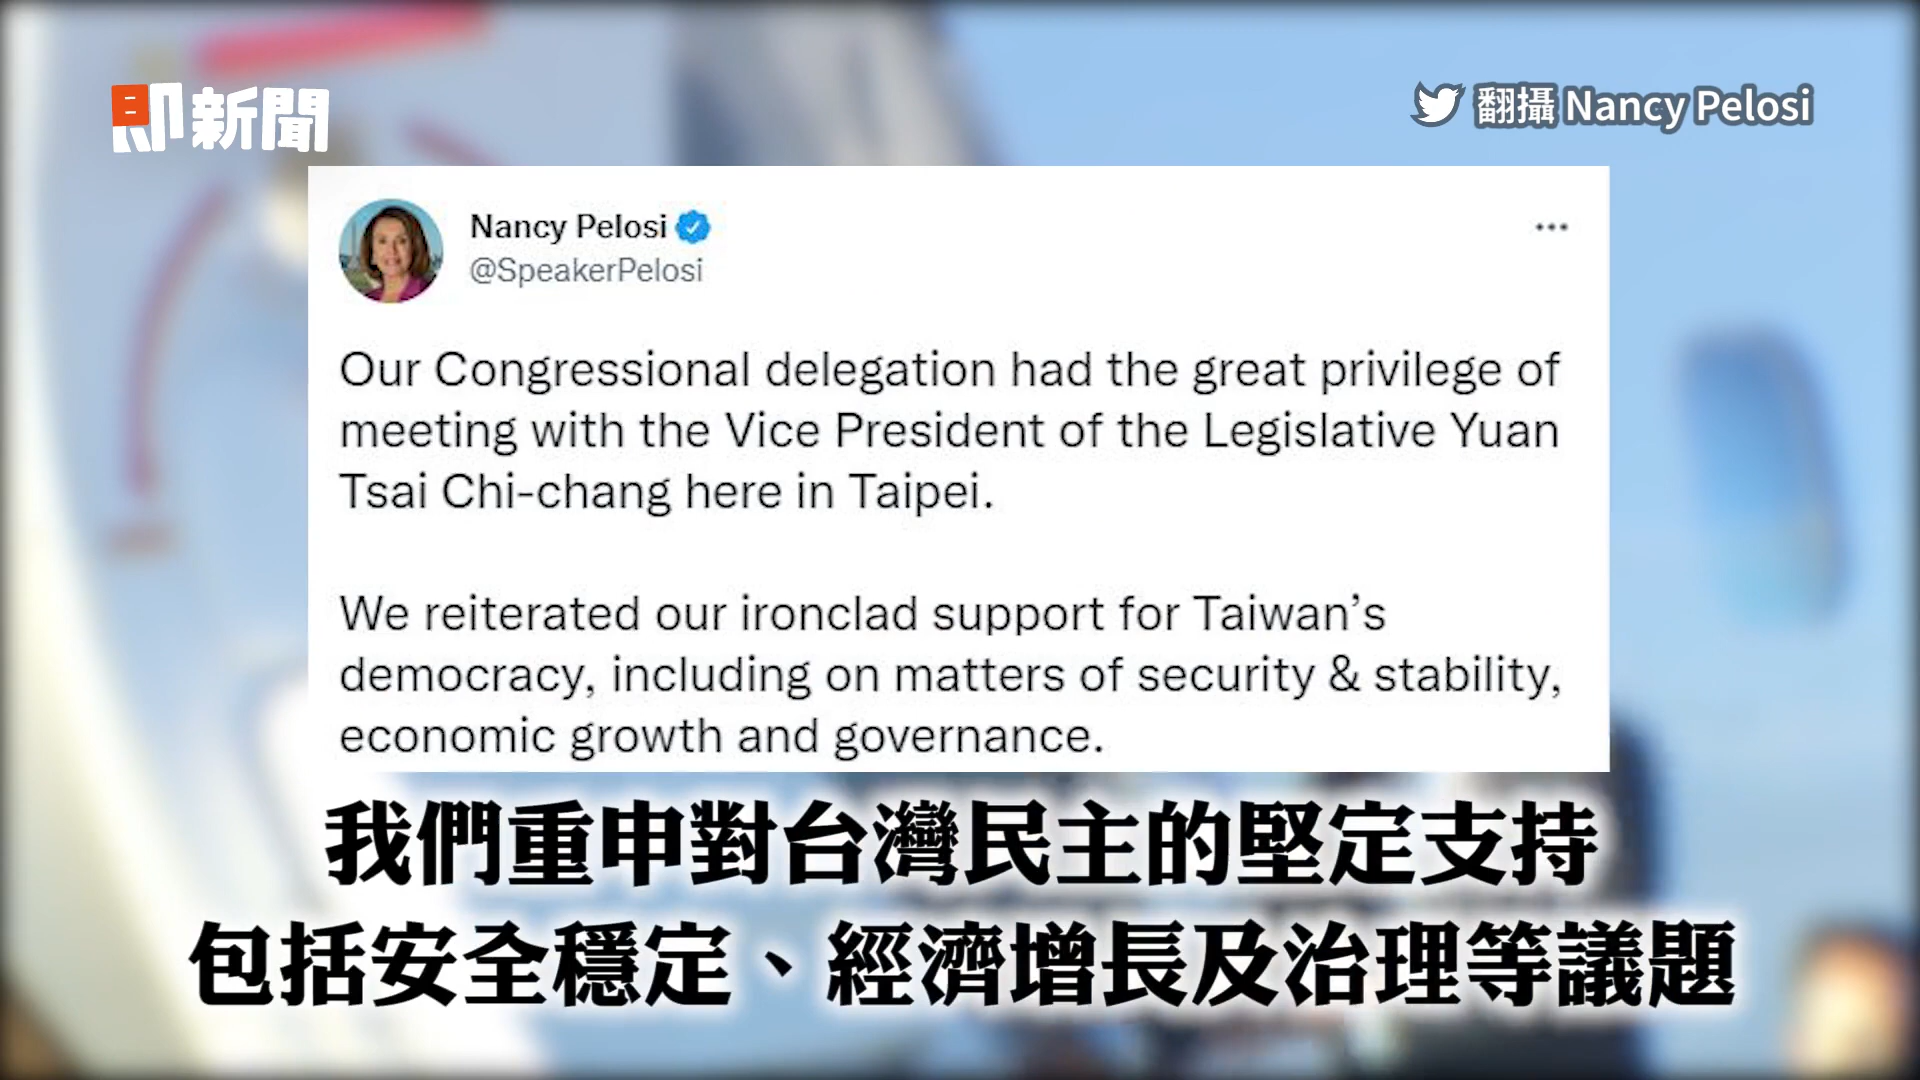 即新聞
翻攝 Nancy Pelosi
Nancy Pelosi
@SpeakerPelosi
Our Congressional delegation had the great privilege of
meeting with the Vice President of the Legislative Yuan
Tsai Chi-chang here in Taipei.
We reiterated our ironclad support for Taiwan’s
democracy, including on matters of security & stability,
economic growth and governance.
我們重申對台灣民主的堅定支持
包括安全穩定、經濟增長及治理等議題